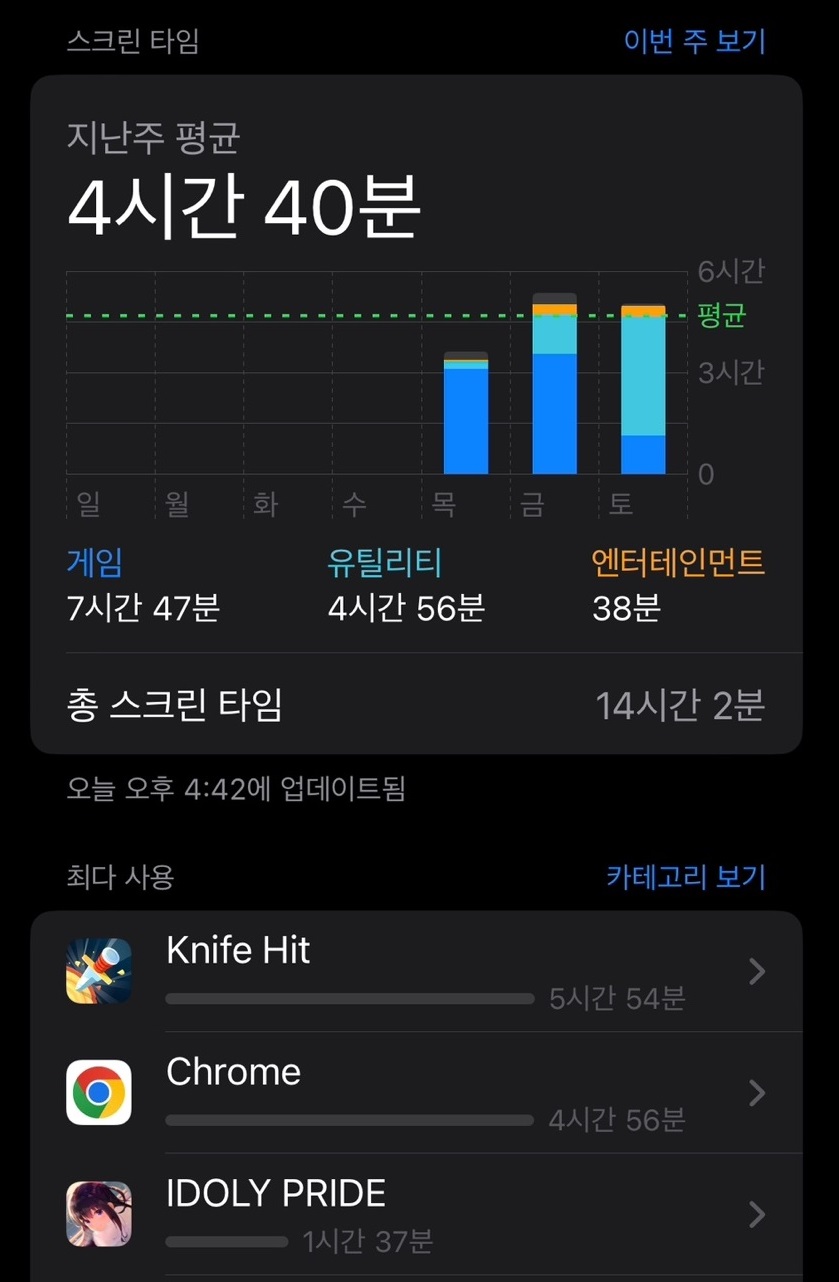 스크린 타임 이번 주 보기
지난주 평균
4시간 40분
6시간
평균
3시간
0
일 월 화 수 목 금 토
게임 유틸리티 엔터테인먼트
7시간 47분 4시간 56분 38분
총 스크린 타임 14시간 2분
오늘 오후 4:42에 업데이트됨
최다 사용 카테고리 보기
Knife Hit
5시간 54분
Chrome
4시간 56분
IDOLY PRIDE
1시간 37분